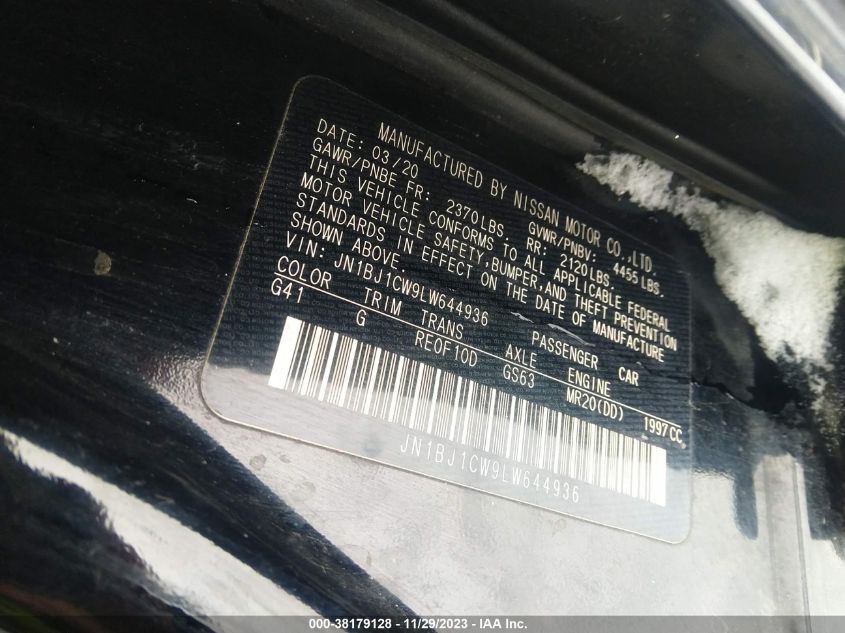 MANUFACTURED BY NISSAN MOTOR CO.,LTD.
DATE: 03/20 GVWR/PNBV: 4455 LBS.
GAWR/PNBE FR: 2370LBS. RR: 2120LBS.
THIS VEHICLE CONFORMS TO ALL APPLICABLE FEDERAL
MOTOR VEHICLE SAFETY,BUMPER,AND THEFT PREVENTION
STANDARDS IN EFFECT ON THE DATE OF MANUFACTURE
SHOWN ABOVE.
VIN: JN1BJ1CW9LW644936 PASSENGER CAR
COLOR TRIM TRANS AXLE ENGINE
G41 G RE0F10D GS63 MR20(DD) 1997CC
JN1BJ1CW9LW644936
000-38179128 - 11/29/2023 - IAA Inc.